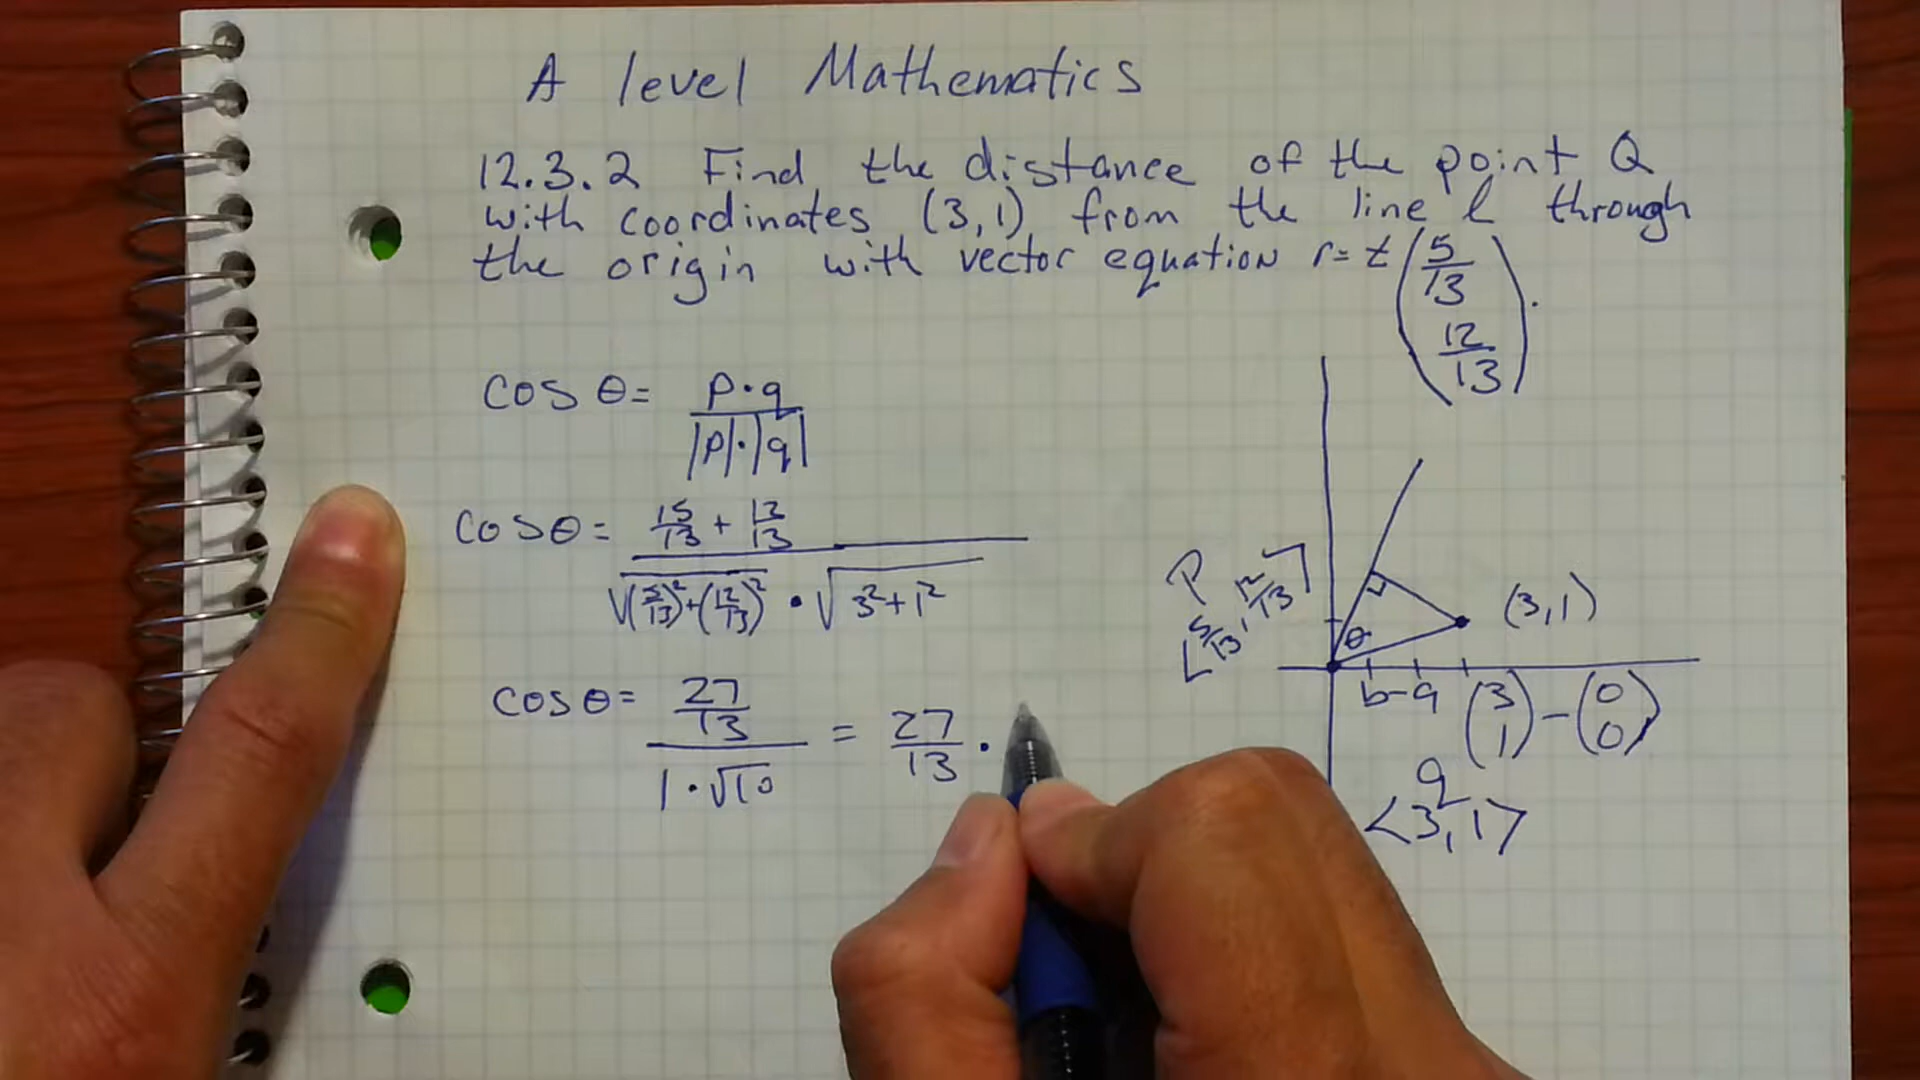 A level Mathematics
12.3.2 Find the distance of the point Q
with coordinates (3,1) from the line l through
the origin with vector equation r= t (5/13 12/13).
cos θ= p·q / |p|·|q|
cos θ= 15/13 + 12/13 / √(5/13)²+(12/13)² · √3²+1²
cos θ= 27/13 / 1·√10 = 27/13 ·
P
<5/13, 12/13>
θ
(3,1)
b-a (3 1) - (0 0)
q
<3,1>